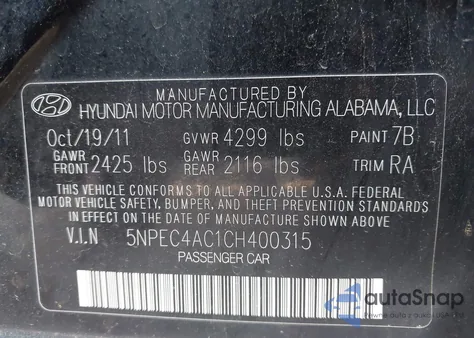 MANUFACTURED BY
HYUNDAI MOTOR MANUFACTURING ALABAMA, LLC
Oct/19/11 GVWR 4299 lbs PAINT 7B
GAWR FRONT 2425 lbs GAWR REAR 2116 lbs TRIM RA
THIS VEHICLE CONFORMS TO ALL APPLICABLE U.S.A. FEDERAL
MOTOR VEHICLE SAFETY, BUMPER, AND THEFT PREVENTION STANDARDS
IN EFFECT ON THE DATE OF MANUFACTURE SHOWN ABOVE.
V.I.N 5NPEC4AC1CH400315
PASSENGER CAR
autoSnap